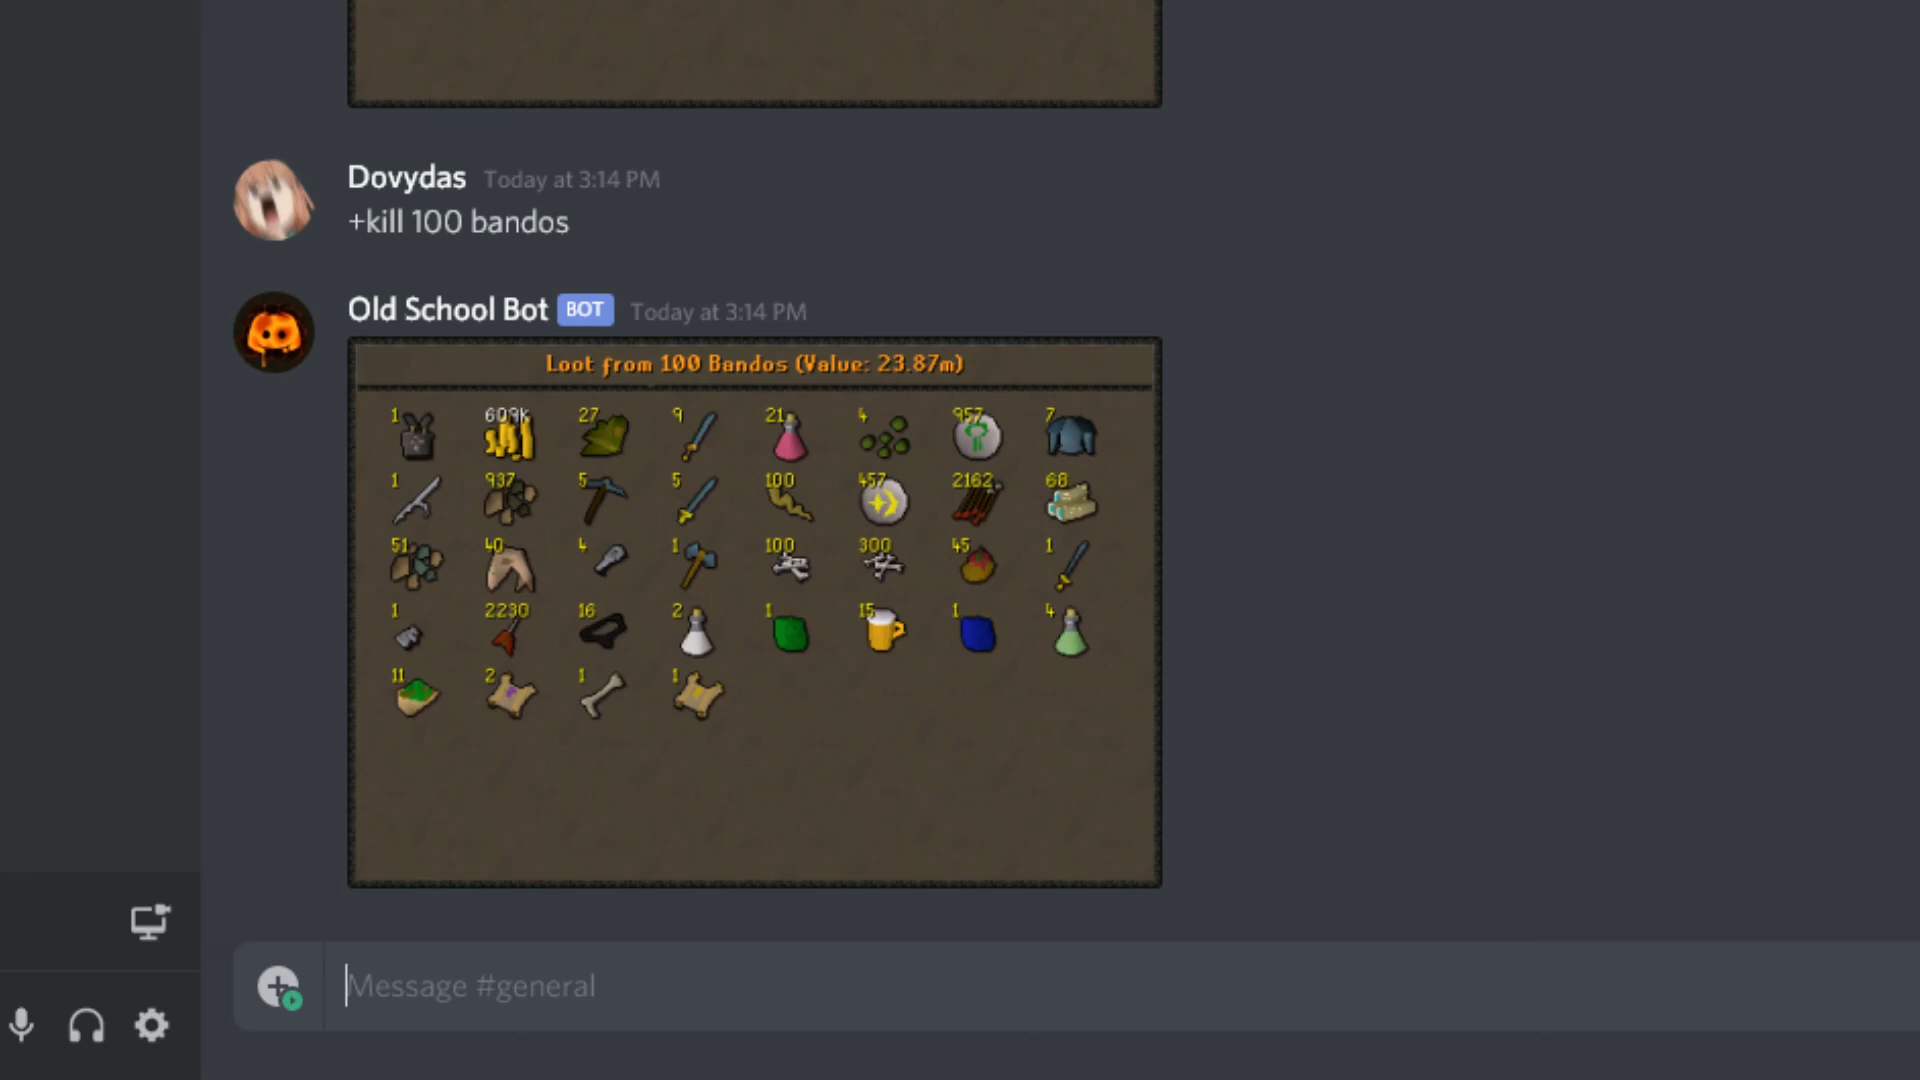 Dovydas Today at 3:14 PM
+kill 100 bandos
Old School Bot BOT Today at 3:14 PM
Loot from 100 Bandos (Value: 23.87m)
1 609k 27 9 21 4 957 7
1 937 5 5 100 457 2162 68
51 40 4 1 100 300 45 1
1 2230 16 2 1 15 1 4
11 2 1 1
Message #general